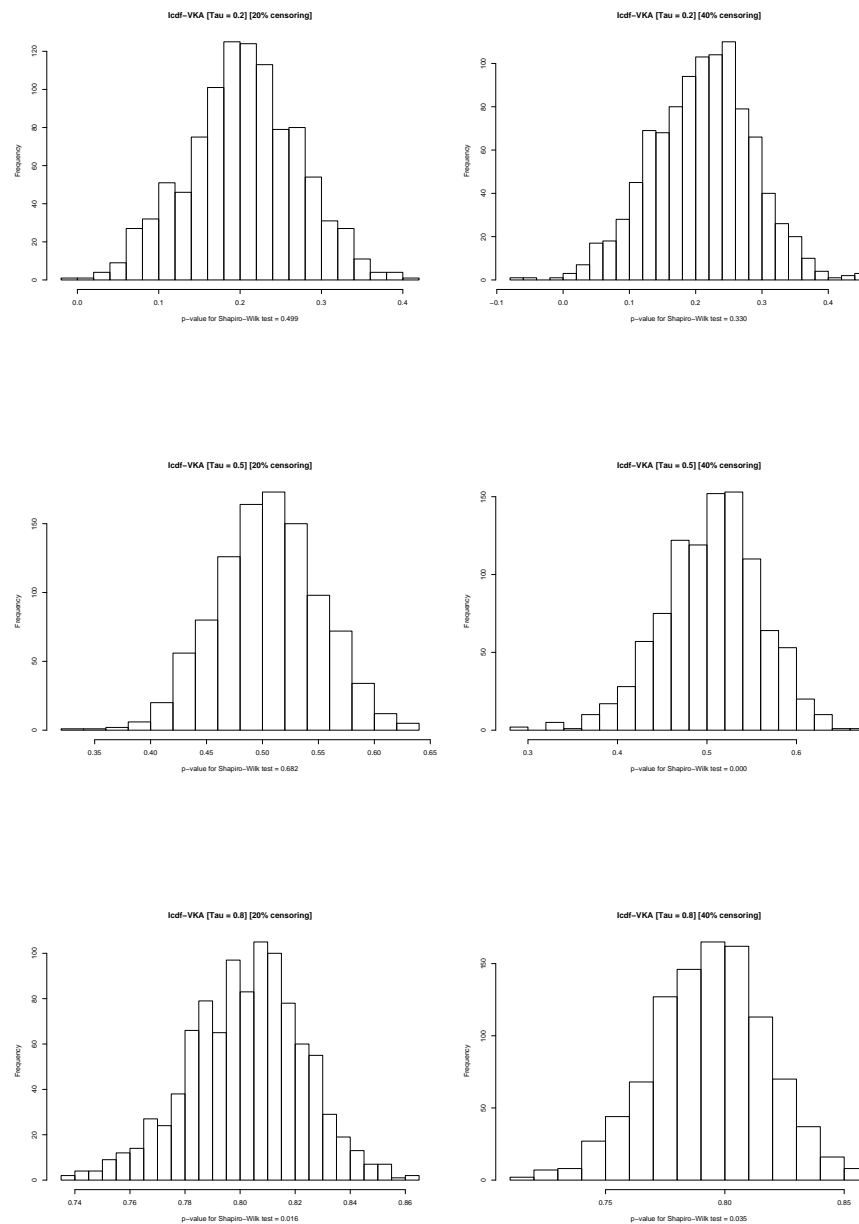 lcdf−VKA [Tau = 0.2] [20% censoring]
Frequency
120
100
80
60
40
20
0
0.0 0.1 0.2 0.3 0.4
p−value for Shapiro−Wilk test = 0.499
lcdf−VKA [Tau = 0.2] [40% censoring]
Frequency
100
80
60
40
20
0
−0.1 0.0 0.1 0.2 0.3 0.4
p−value for Shapiro−Wilk test = 0.330
lcdf−VKA [Tau = 0.5] [20% censoring]
Frequency
150
100
50
0
0.35 0.40 0.45 0.50 0.55 0.60 0.65
p−value for Shapiro−Wilk test = 0.682
lcdf−VKA [Tau = 0.5] [40% censoring]
Frequency
150
100
50
0
0.3 0.4 0.5 0.6
p−value for Shapiro−Wilk test = 0.000
lcdf−VKA [Tau = 0.8] [20% censoring]
Frequency
100
80
60
40
20
0
0.74 0.76 0.78 0.80 0.82 0.84 0.86
p−value for Shapiro−Wilk test = 0.016
lcdf−VKA [Tau = 0.8] [40% censoring]
Frequency
150
100
50
0
0.75 0.80 0.85
p−value for Shapiro−Wilk test = 0.035